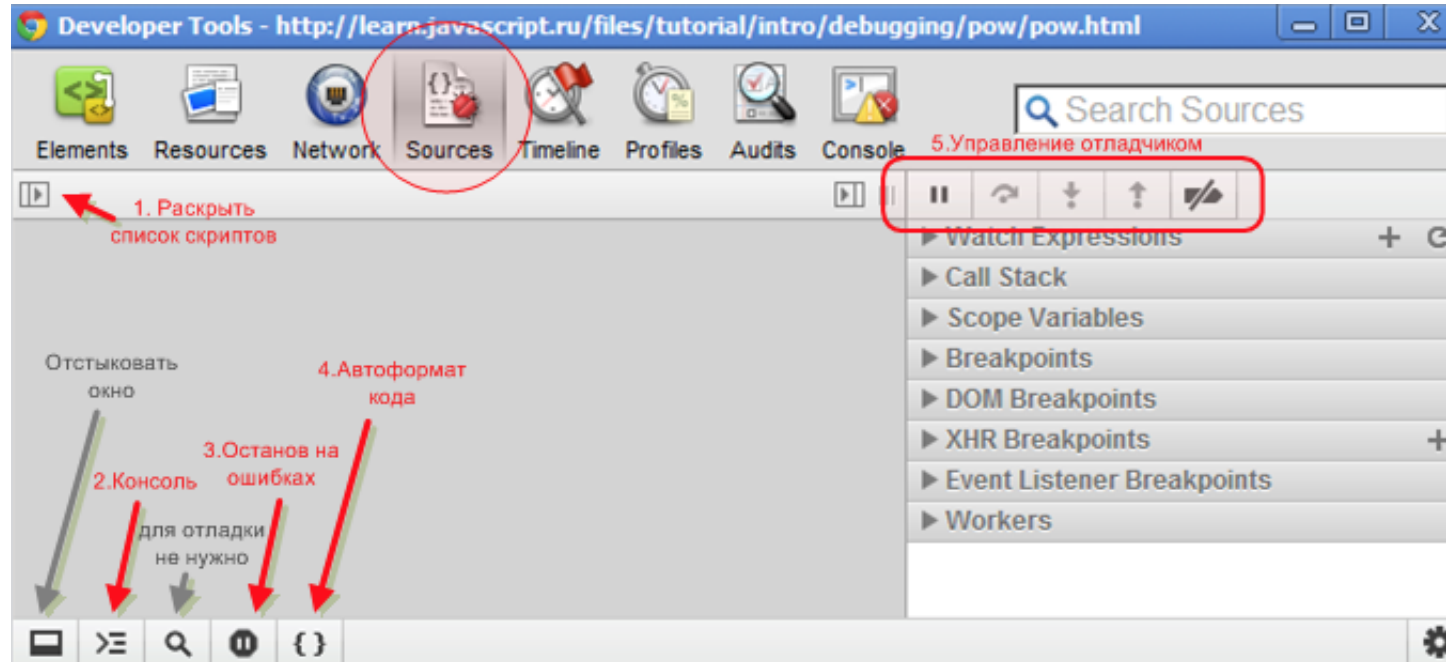 Developer Tools - http://learn.javascript.ru/files/tutorial/intro/debugging/pow/pow.html
Search Sources
Elements Resources Network Sources Timeline Profiles Audits Console
5.Управление отладчиком
1. Раскрыть
список скриптов
Watch Expressions
Call Stack
Scope Variables
Breakpoints
DOM Breakpoints
XHR Breakpoints
Event Listener Breakpoints
Workers
Отстыковать
окно
4.Автоформат
кода
3.Останов на
ошибках
2.Консоль
для отладки
не нужно